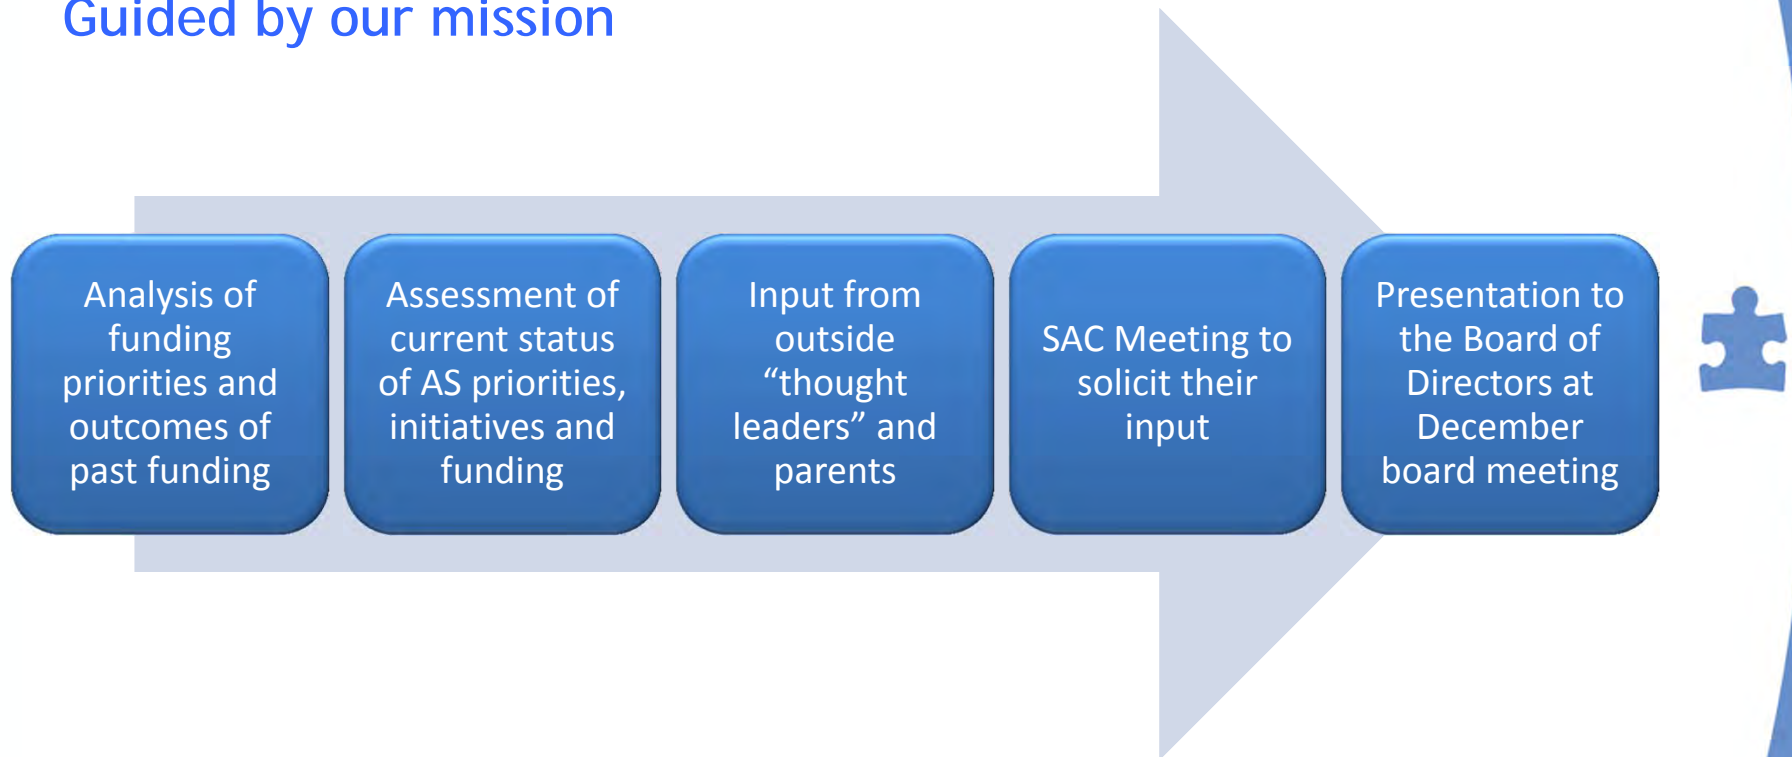 Guided by our mission
Analysis of
funding
priorities and
outcomes of
past funding
Assessment of
current status
of AS priorities,
initiatives and
funding
Input from
outside
“thought
leaders” and
parents
SAC Meeting to
solicit their
input
Presentation to
the Board of
Directors at
December
board meeting